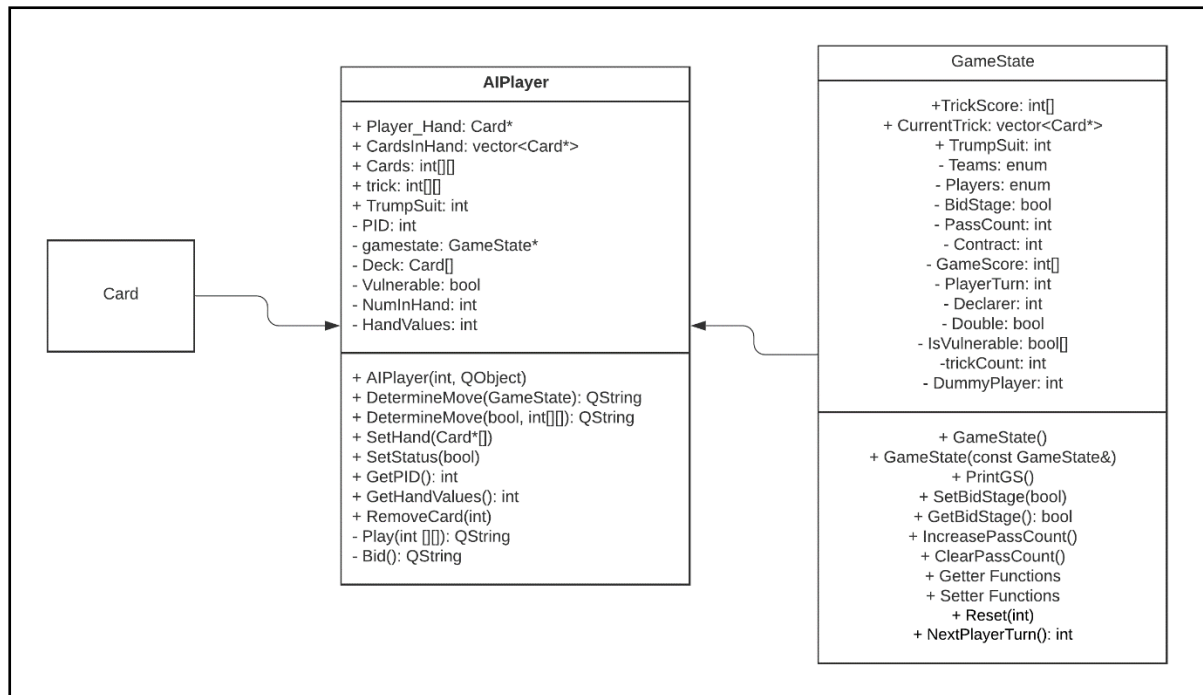 Card
AIPlayer
+ Player_Hand: Card*
+ CardsInHand: vector<Card*>
+ Cards: int[][]
+ trick: int[][]
+ TrumpSuit: int
- PID: int
- gamestate: GameState*
- Deck: Card[]
- Vulnerable: bool
- NumInHand: int
- HandValues: int
+ AIPlayer(int, QObject)
+ DetermineMove(GameState): QString
+ DetermineMove(bool, int[][]): QString
+ SetHand(Card*[])
+ SetStatus(bool)
+ GetPID(): int
+ GetHandValues(): int
+ RemoveCard(int)
- Play(int [][]): QString
- Bid(): QString
GameState
+TrickScore: int[]
+ CurrentTrick: vector<Card*>
+ TrumpSuit: int
- Teams: enum
- Players: enum
- BidStage: bool
- PassCount: int
- Contract: int
- GameScore: int[]
- PlayerTurn: int
- Declarer: int
- Double: bool
- IsVulnerable: bool[]
-trickCount: int
- DummyPlayer: int
+ GameState()
+ GameState(const GameState&)
+ PrintGS()
+ SetBidStage(bool)
+ GetBidStage(): bool
+ IncreasePassCount()
+ ClearPassCount()
+ Getter Functions
+ Setter Functions
+ Reset(int)
+ NextPlayerTurn(): int